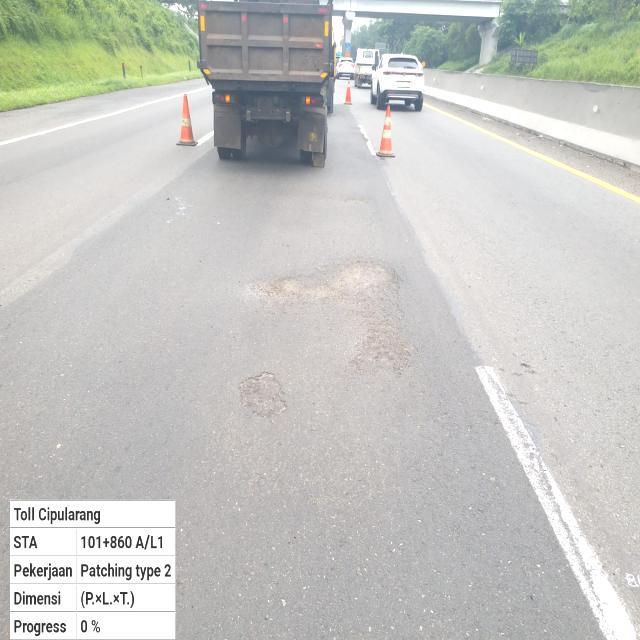 Toll Cipularang
STA 101+860 A/L1
Pekerjaan Patching type 2
Dimensi (P.×L.×T.)
Progress 0 %